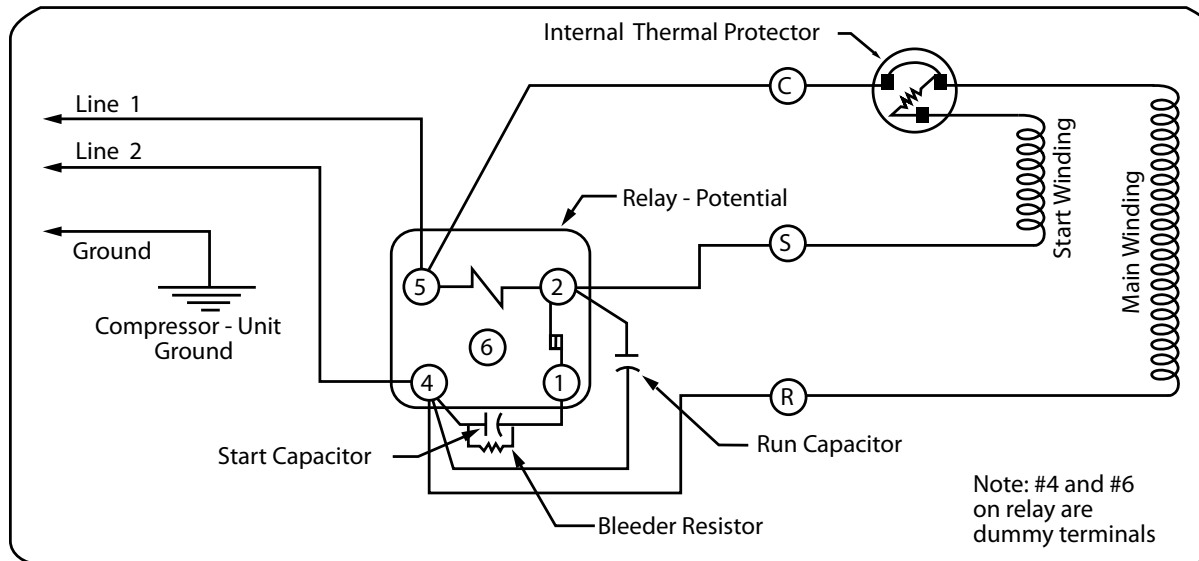 Internal Thermal Protector
C
Line 1
Line 2
Start Winding
Main Winding
Relay - Potential
S
Ground
5
2
Compressor - Unit
Ground
6
4
1
R
Start Capacitor
Run Capacitor
Bleeder Resistor
Note: #4 and #6
on relay are
dummy terminals